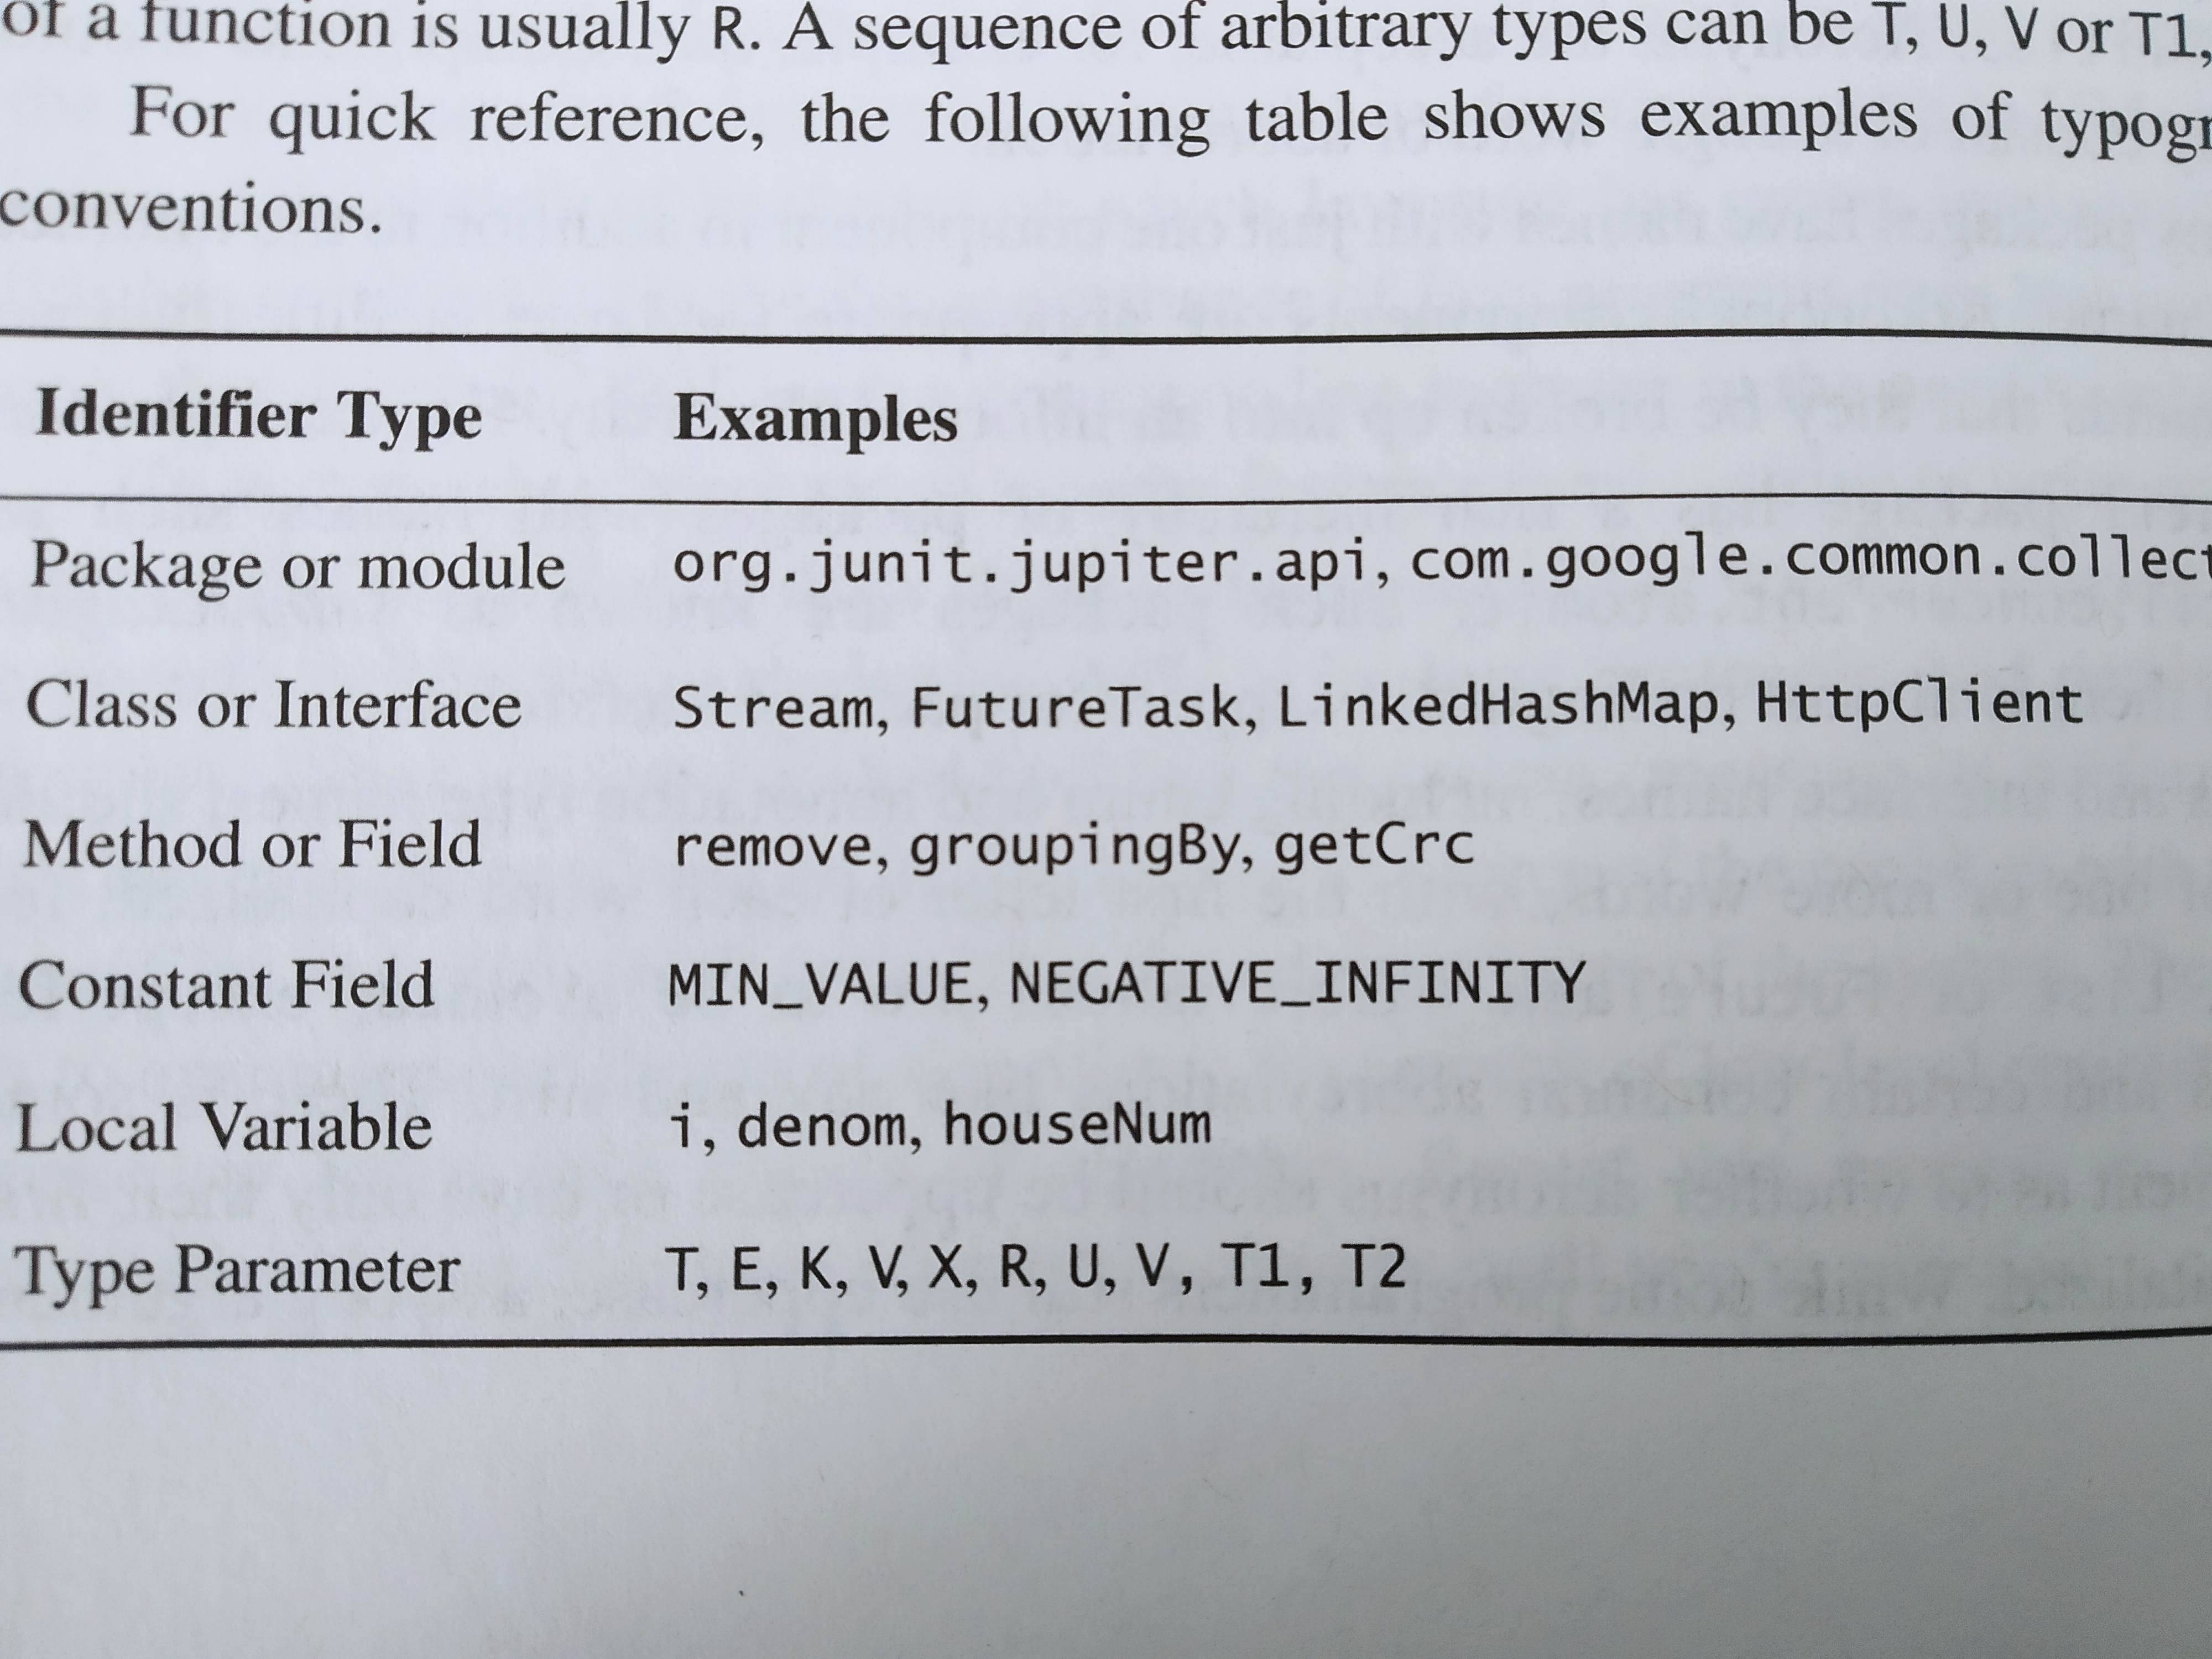 of a function is usually R. A sequence of arbitrary types can be T, U, V or T1,
For quick reference, the following table shows examples of typogr
conventions.
Identifier Type Examples
Package or module org.junit.jupiter.api, com.google.common.collect
Class or Interface Stream, FutureTask, LinkedHashMap, HttpClient
Method or Field remove, groupingBy, getCrc
Constant Field MIN_VALUE, NEGATIVE_INFINITY
Local Variable i, denom, houseNum
Type Parameter T, E, K, V, X, R, U, V, T1, T2